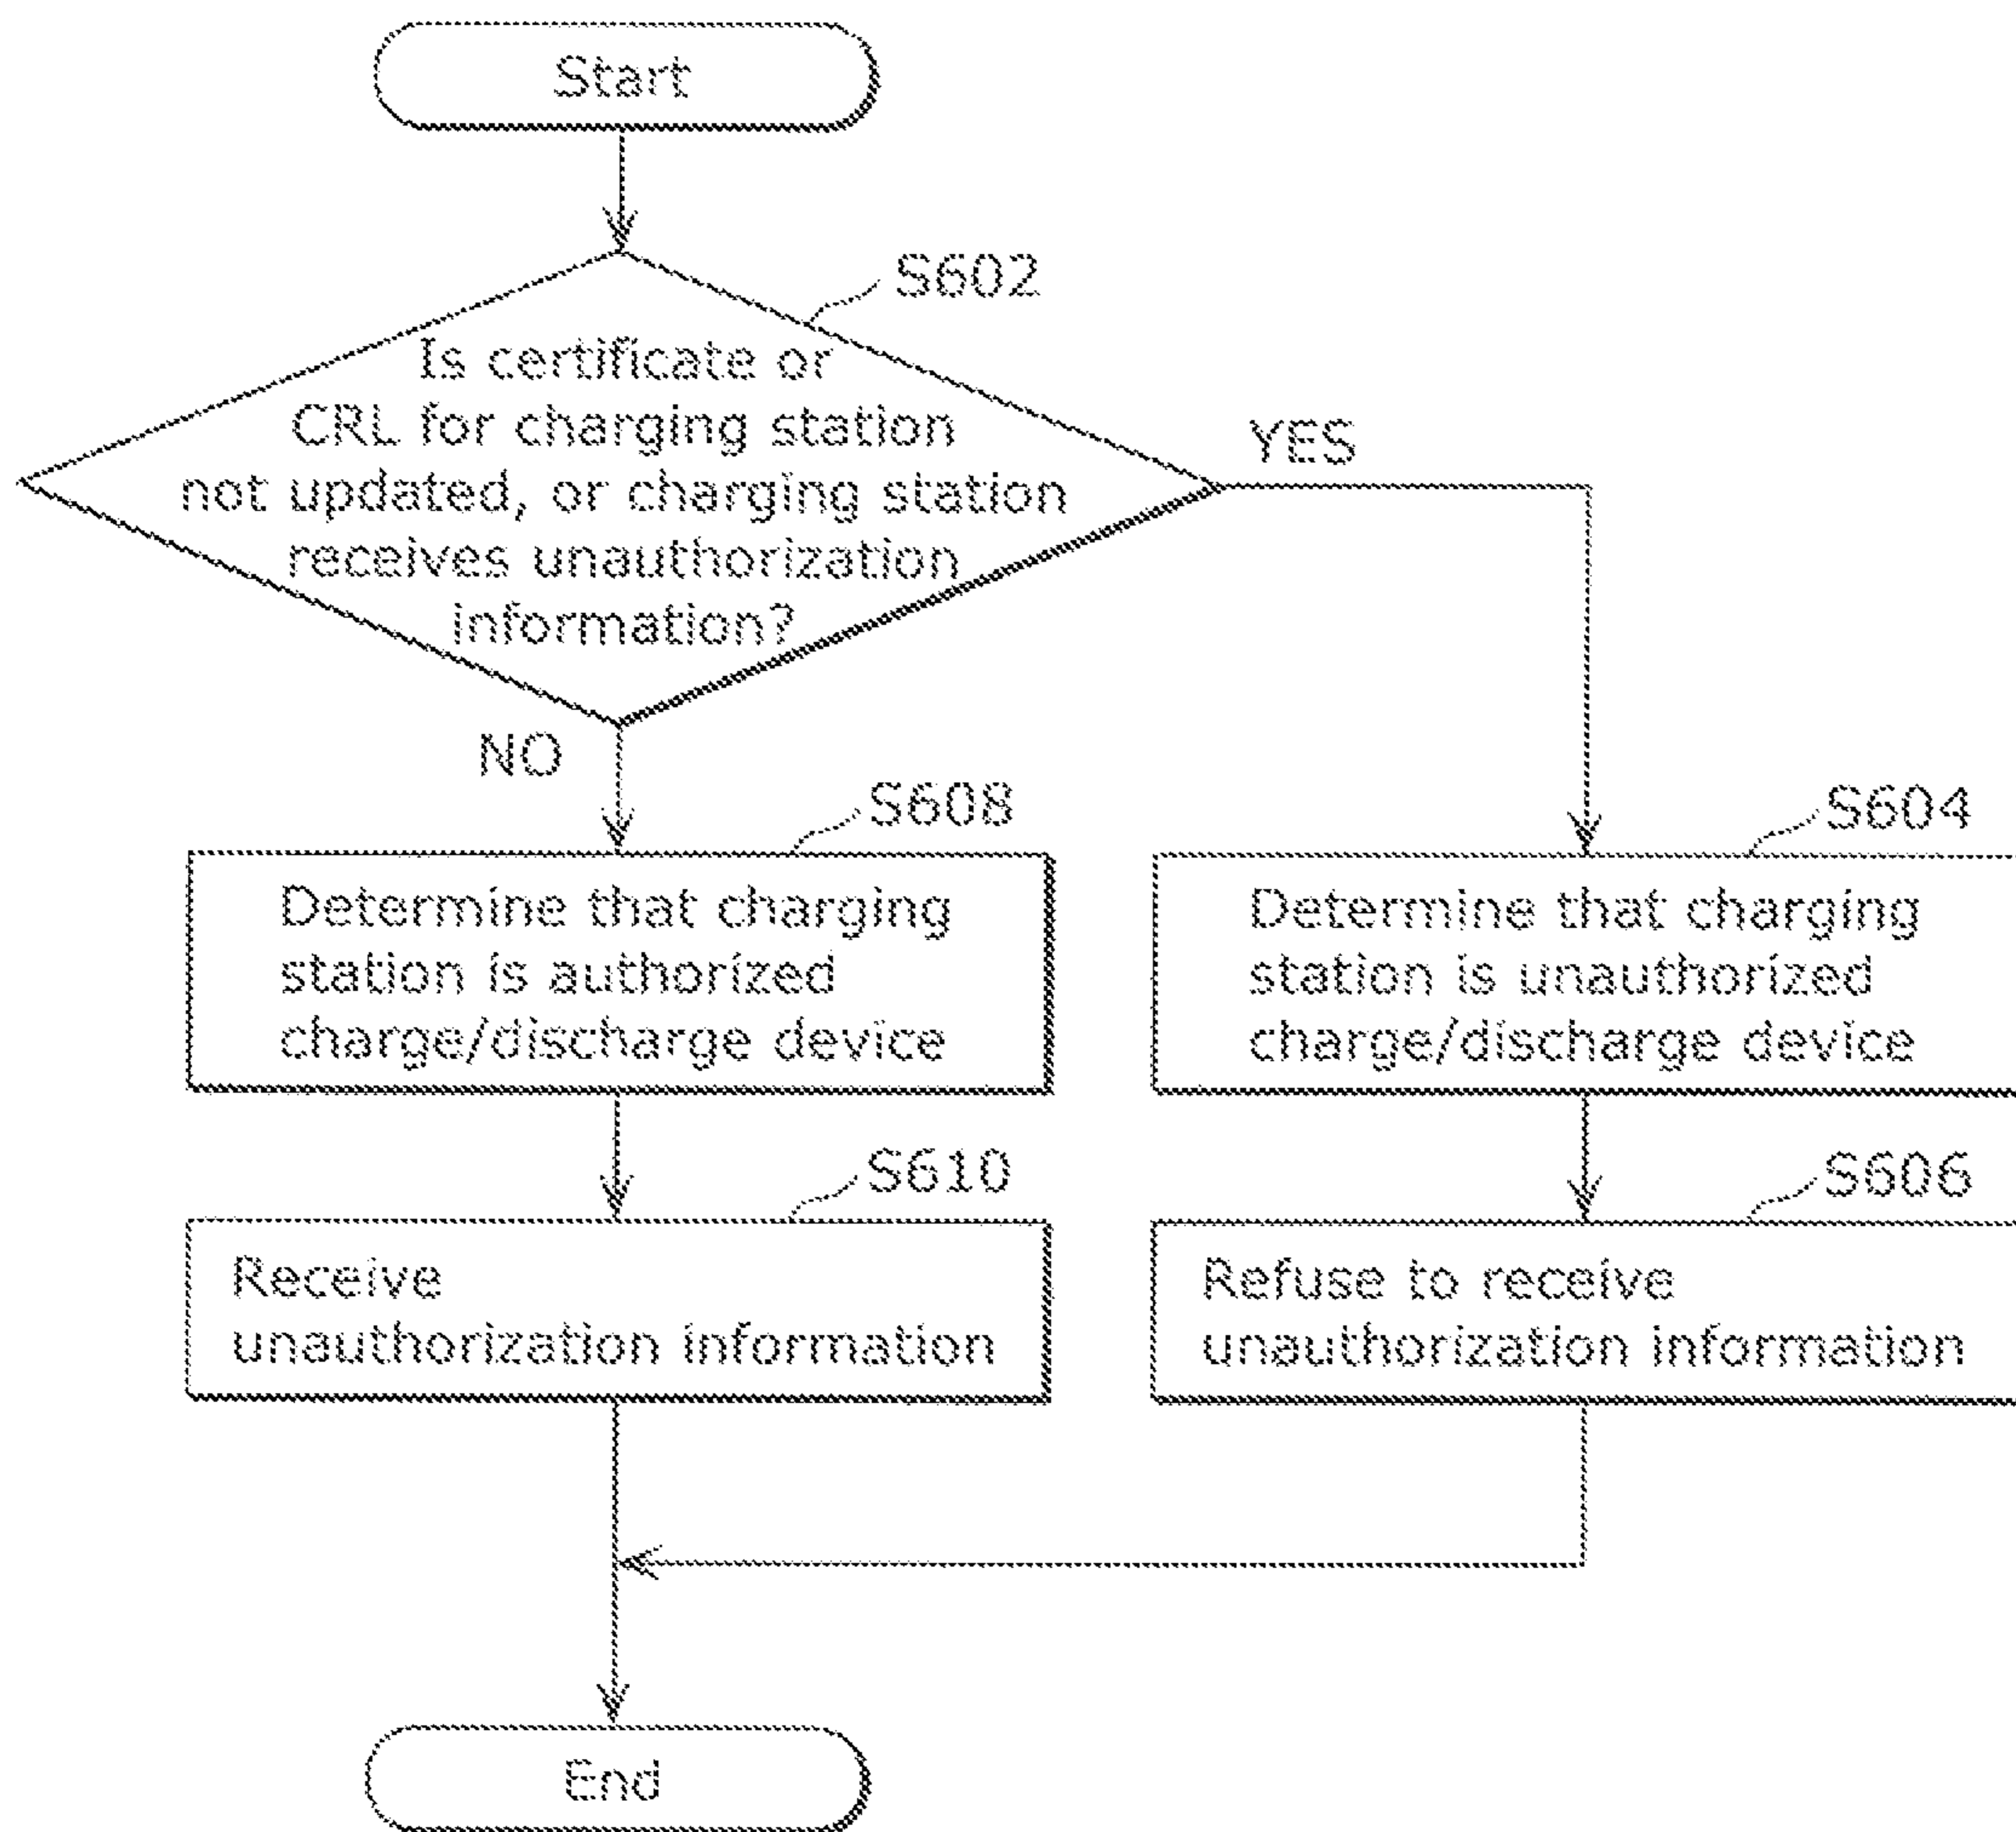 Start
S602
Is certificate or
CRL for charging station
not updated, or charging station
receives unauthorization
information?
YES
NO
S608
Determine that charging
station is authorized
charge/discharge device
S604
Determine that charging
station is unauthorized
charge/discharge device
S610
Receive
unauthorization information
S606
Refuse to receive
unauthorization information
End